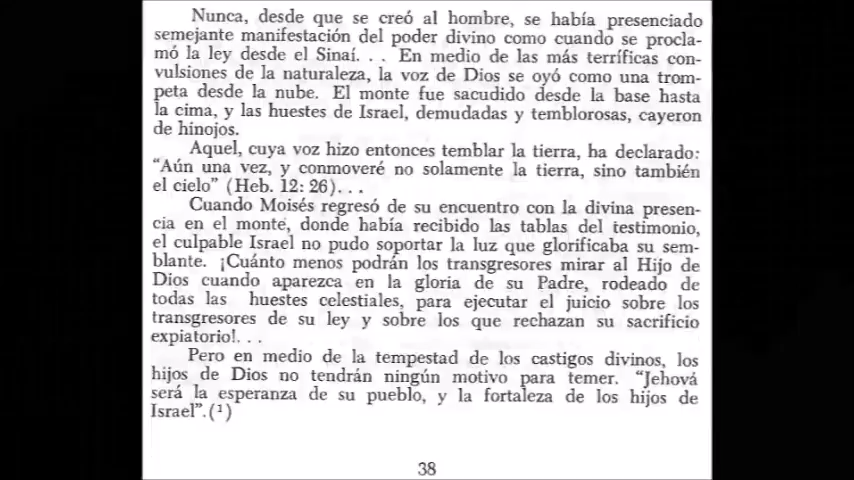 Nunca, desde que se creó al hombre, se había presenciado
semejante manifestación del poder divino como cuando se procla-
mó la ley desde el Sinaí. . . En medio de las más terríficas con-
vulsiones de la naturaleza, la voz de Dios se oyó como una trom-
peta desde la nube. El monte fue sacudido desde la base hasta
la cima, y las huestes de Israel, demudadas y temblorosas, cayeron
de hinojos.
Aquel, cuya voz hizo entonces temblar la tierra, ha declarado:
“Aún una vez, y conmoveré no solamente la tierra, sino también
el cielo” (Heb. 12: 26). . .
Cuando Moisés regresó de su encuentro con la divina presen-
cia en el monte, donde había recibido las tablas del testimonio,
el culpable Israel no pudo soportar la luz que glorificaba su sem-
blante. ¡Cuánto menos podrán los transgresores mirar al Hijo de
Dios cuando aparezca en la gloria de su Padre, rodeado de
todas las huestes celestiales, para ejecutar el juicio sobre los
transgresores de su ley y sobre los que rechazan su sacrificio
expiatorio!. . .
Pero en medio de la tempestad de los castigos divinos, los
hijos de Dios no tendrán ningún motivo para temer. “Jehová
será la esperanza de su pueblo, y la fortaleza de los hijos de
Israel”.(¹)
38